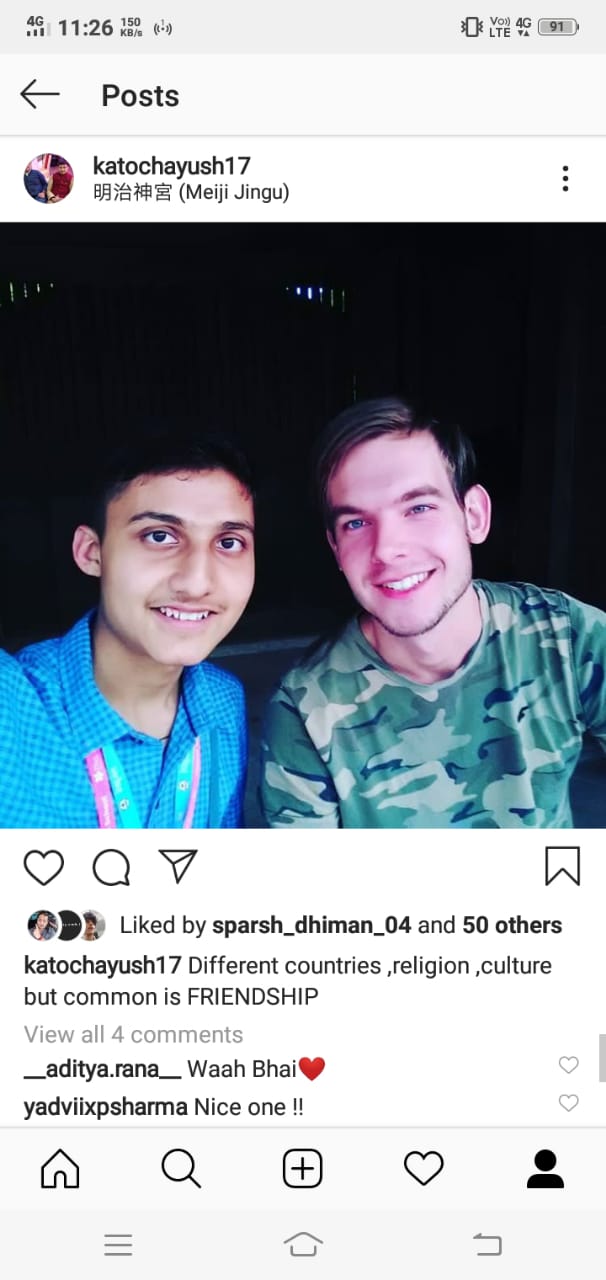 4G 11:26 150 KB/s Vo)) LTE 4G 91
Posts
katochayush17
明治神宮 (Meiji Jingu)
Liked by sparsh_dhiman_04 and 50 others
katochayush17 Different countries ,religion ,culture
but common is FRIENDSHIP
View all 4 comments
__aditya.rana__ Waah Bhai❤️
yadviixpsharma Nice one !!